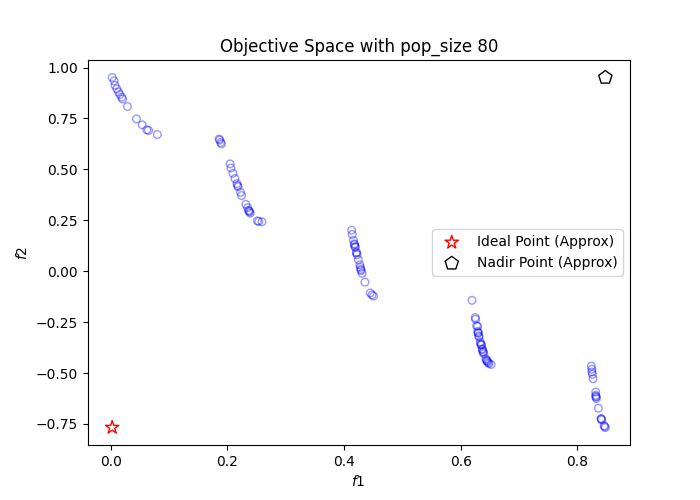 Objective Space with pop_size 80
1.00
0.75
0.50
0.25
0.00
−0.25
−0.50
−0.75
f2
Ideal Point (Approx)
Nadir Point (Approx)
0.0 0.2 0.4 0.6 0.8
f1